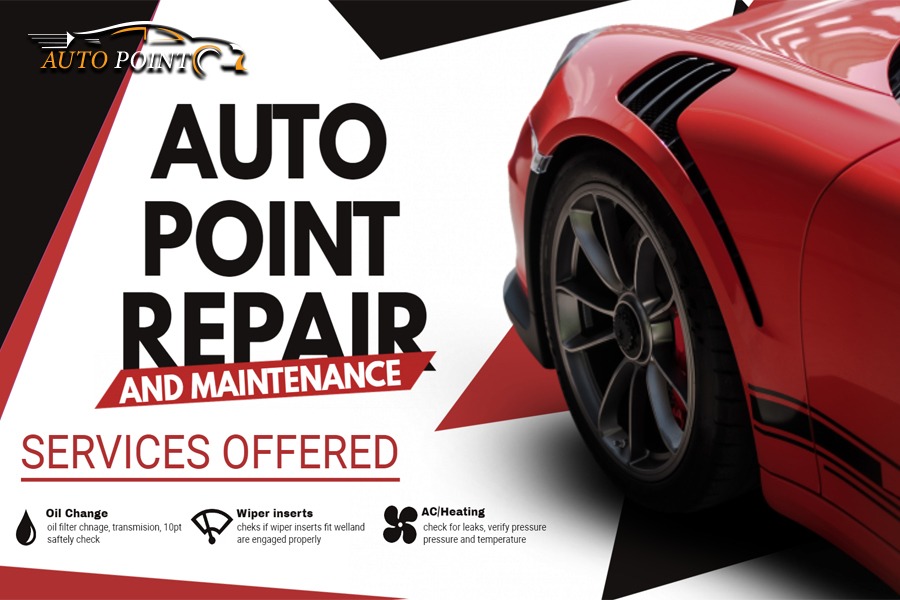 AUTO POINT
AUTO
POINT
REPAIR
AND MAINTENANCE
SERVICES OFFERED
Oil Change
oil filter chnage, transmision, 10pt
saftely check
Wiper inserts
cheks if wiper inserts fit welland
are engaged properly
AC/Heating
check for leaks, verify pressure
pressure and temperature